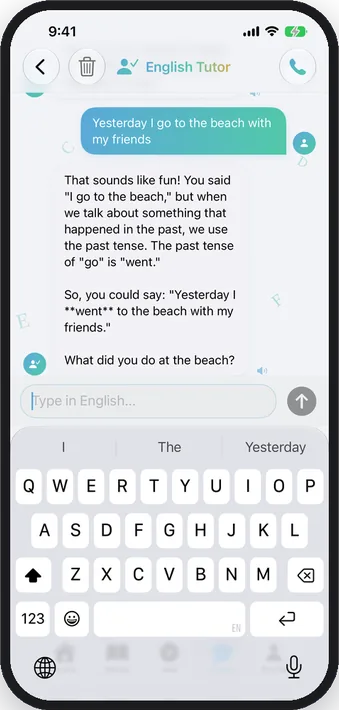 9:41
English Tutor
Yesterday I go to the beach with
my friends
That sounds like fun! You said
"I go to the beach," but when
we talk about something that
happened in the past, we use
the past tense. The past tense
of "go" is "went."
So, you could say: "Yesterday I
**went** to the beach with my
friends."
What did you do at the beach?
Type in English...
I The Yesterday
Q W E R T Y U I O P
A S D F G H J K L
Z X C V B N M
123 EN